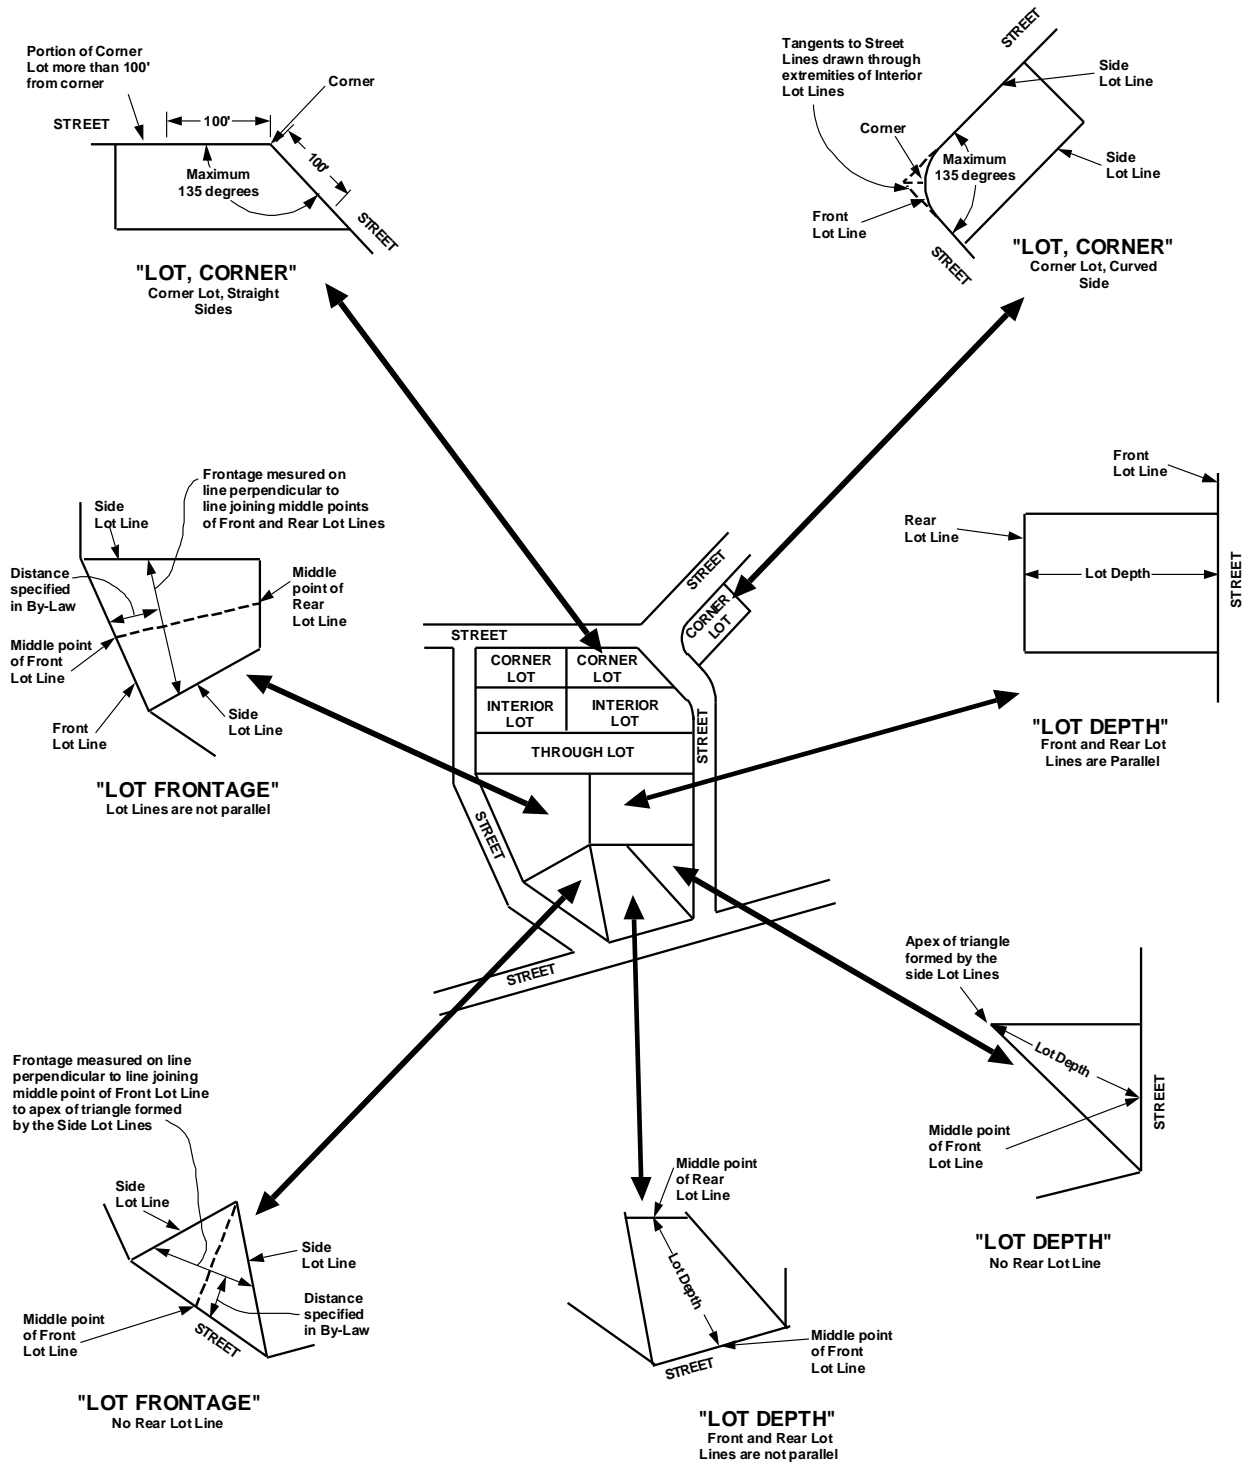 Portion of Corner
Lot more than 100'
from corner
Corner
STREET
100'
100'
Maximum
135 degrees
STREET
"LOT, CORNER"
Corner Lot, Straight
Sides
Tangents to Street
Lines drawn through
extremities of Interior
Lot Lines
STREET
Side
Lot Line
Corner
Maximum
135 degrees
Side
Lot Line
Front
Lot Line
STREET
"LOT, CORNER"
Corner Lot, Curved
Side
Frontage mesured on
line perpendicular to
line joining middle points
of Front and Rear Lot Lines
Side
Lot Line
Distance
specified
in By-Law
Middle
point of
Rear
Lot Line
Middle point
of Front
Lot Line
Front
Lot Line
Side
Lot Line
"LOT FRONTAGE"
Lot Lines are not parallel
STREET
STREET
CORNER
LOT
CORNER
LOT
CORNER
LOT
INTERIOR
LOT
INTERIOR
LOT
THROUGH LOT
STREET
STREET
STREET
Front
Lot Line
Rear
Lot Line
Lot Depth
STREET
"LOT DEPTH"
Front and Rear Lot
Lines are Parallel
Apex of triangle
formed by the
side Lot Lines
Lot Depth
STREET
Middle point
of Front
Lot Line
"LOT DEPTH"
No Rear Lot Line
Frontage measured on line
perpendicular to line joining
middle point of Front Lot Line
to apex of triangle formed
by the Side Lot Lines
Side
Lot Line
Side
Lot Line
Distance
specified
in By-Law
Middle point
of Front
Lot Line
STREET
"LOT FRONTAGE"
No Rear Lot Line
Middle point
of Rear
Lot Line
Lot Depth
STREET
Middle point
of Front
Lot Line
"LOT DEPTH"
Front and Rear Lot
Lines are not parallel